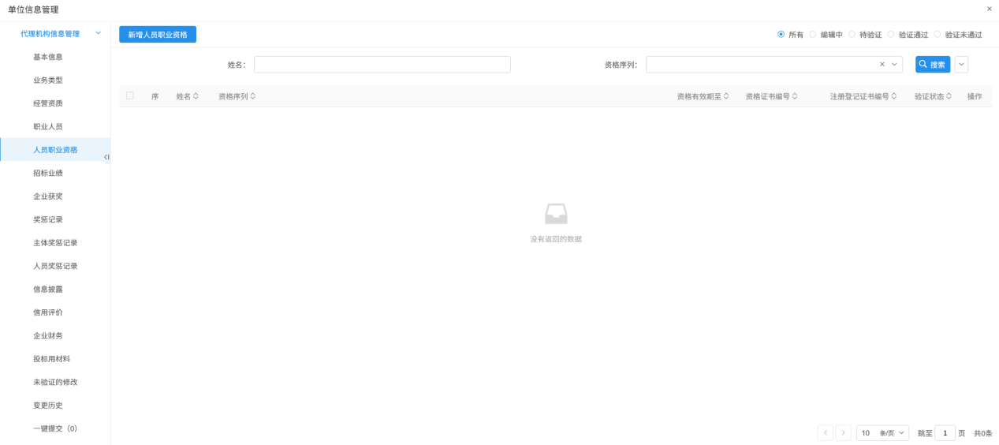 单位信息管理
×
代理机构信息管理
基本信息
业务类型
经营资质
职业人员
人员职业资格
招标业绩
企业获奖
奖惩记录
主体奖惩记录
人员奖惩记录
信息披露
信用评价
企业财务
投标用材料
未验证的修改
变更历史
一键提交（0）
新增人员职业资格
所有 编辑中 待验证 验证通过 验证未通过
姓名： 资格序列： × 搜索
序 姓名 资格序列 资格有效期至 资格证书编号 注册登记证书编号 验证状态 操作
没有返回的数据
10 条/页 跳至 1 页 共0条